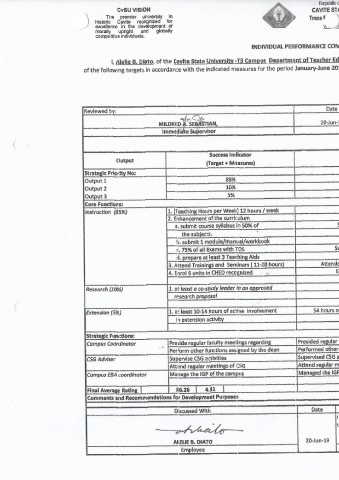 CvSU VISION
The premier university in
historic Cavite recognized for
excellence in the development of
morally upright and globally
competitive individuals.
Republic o
CAVITE STA
Trece
INDIVIDUAL PERFORMANCE COM
I, Alelie B. Diato, of the Cavite State University -T3 Campus Department of Teacher Ed
of the following targets in accordance with the indicated measures for the period January-June 201
Reviewed by:
Date
MILDRED A. SEBASTIAN,
20-Jun-1
Immediate Supervisor
Output
Success Indicator
(Target + Measures)
Strategic Priority No:
Output 1 85%
Output 2 10%
Output 3 5%
Core Functions:
Instruction (85%) 1. (Teaching Hours per Week) 12 hours / week
2. Enhancement of the curriculum
a. submit course syllabus in 50% of
the subjects.
b. submit 1 module/manual/workbook
c. 75% of all Exams with TOS
d. prepare at least 3 Teaching Aids
3. Attend Trainings and Seminars ( 11-20 hours) Attende
4. Enrol 6 units in CHED recognized
Research (10%) 1. at least a co-study leader in an approved
research proposal
Extension (5%) 1. at least 10-14 hours of active involvement 54 hours o
in extension activity
Strategic Functions:
Campus Coordinator Preside regular faculty meetings regarding Presided regular
Perform other functions assigned by the dean Performed other
CSG Adviser Supervise CSG activities Supervised CSG a
Attend regular meetings of CSG Attend regular m
Campus EBA coordinator Manage the IGP of the campus Managed the IGP
Final Average Rating 86.26 4.31
Comments and Recommendations for Development Purposes
Discussed With Date
ALELIE B. DIATO
20-Jun-19
Employee